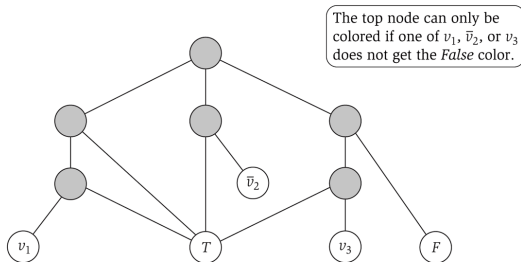 The top node can only be
colored if one of v₁, v̅₂, or v₃
does not get the False color.
v̅₂
v₁
T
v₃
F